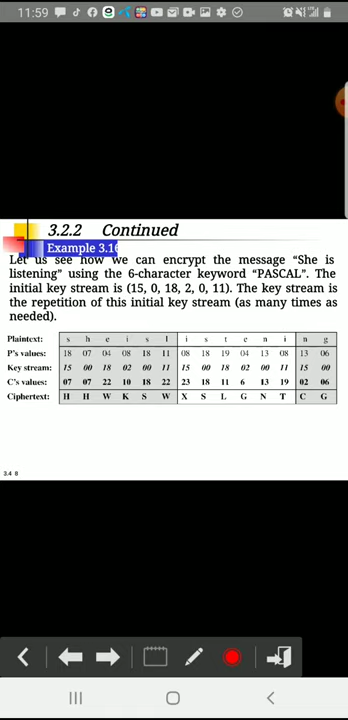 11:59
3.2.2 Continued
Example 3.16
Let us see how we can encrypt the message “She is
listening” using the 6-character keyword “PASCAL”. The
initial key stream is (15, 0, 18, 2, 0, 11). The key stream is
the repetition of this initial key stream (as many times as
needed).
Plaintext: s h e i s l i s t e n i n g
P's values: 18 07 04 08 18 11 08 18 19 04 13 08 13 06
Key stream: 15 00 18 02 00 11 15 00 18 02 00 11 15 00
C's values: 07 07 22 10 18 22 23 18 11 6 13 19 02 06
Ciphertext: H H W K S W X S L G N T C G
3.4 8